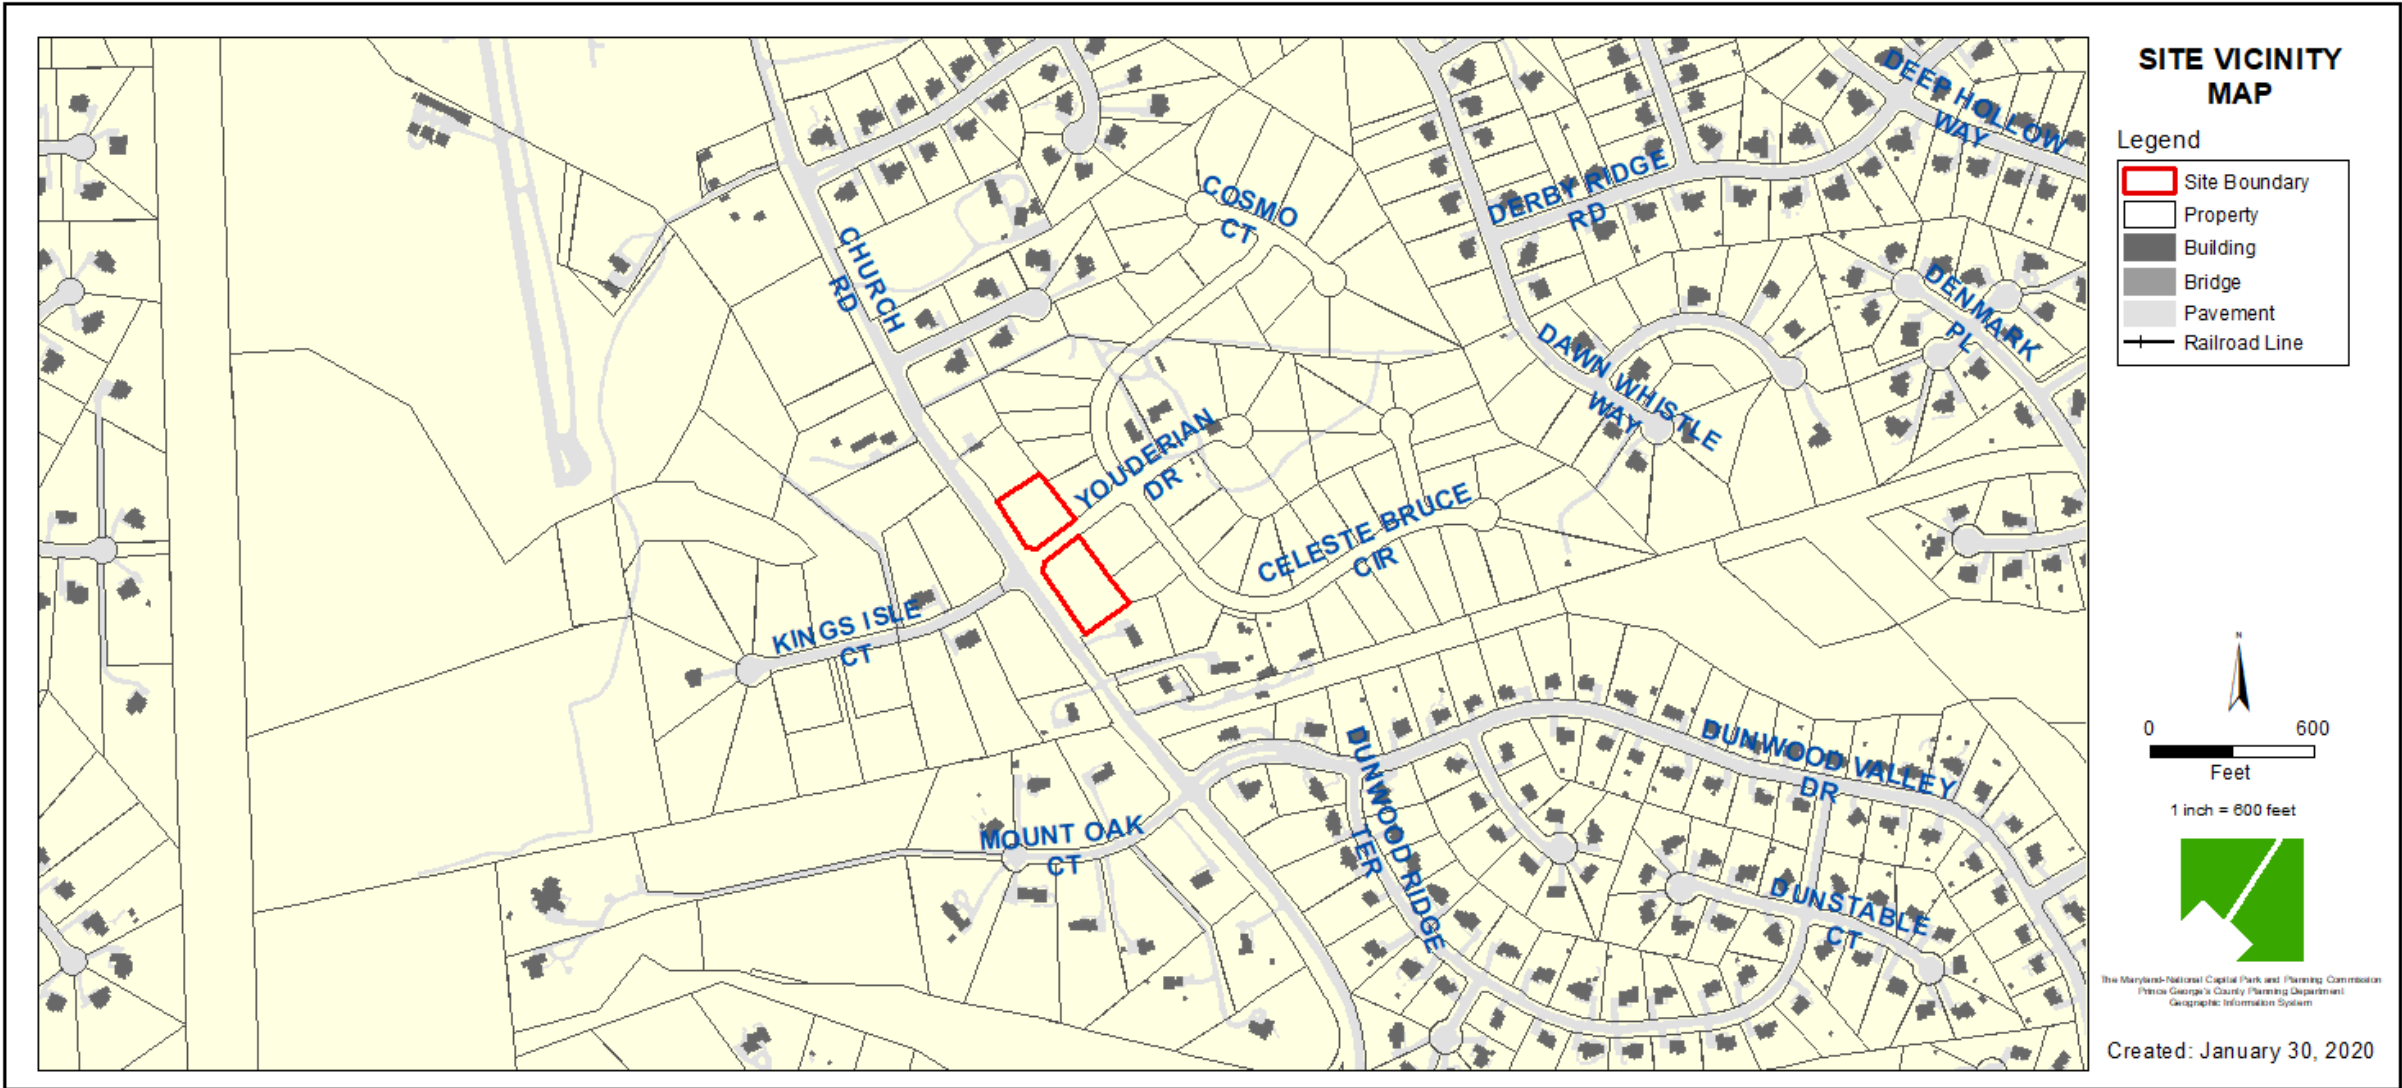 SITE VICINITY
MAP
Legend
Site Boundary
Property
Building
Bridge
Pavement
Railroad Line
DEEP HOLLOW
WAY
COSMO
CT
DERBY RIDGE
RD
CHURCH
RD
DENMARK
PL
DAWN WHISTLE
WAY
YOUDERIAN
DR
CELESTE BRUCE
CIR
KINGS ISLE
CT
DUNWOOD VALLEY
DR
DUNWOOD RIDGE
TER
MOUNT OAK
CT
DUNSTABLE
CT
N
0 600
Feet
1 inch = 600 feet
The Maryland-National Capital Park and Planning Commission
Prince George's County Planning Department
Geographic Information System
Created: January 30, 2020